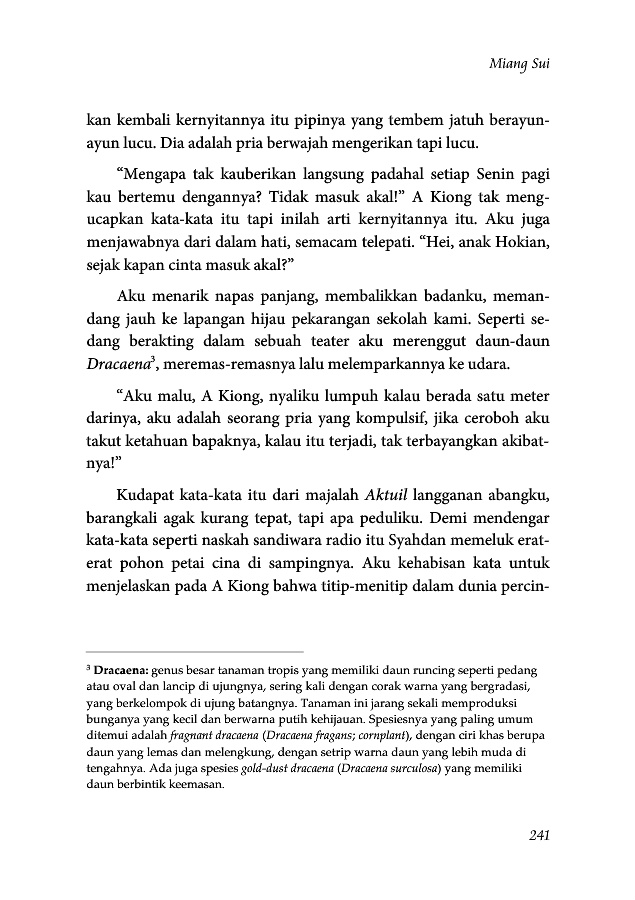 Miang Sui
kan kembali kernyitannya itu pipinya yang tembem jatuh berayun-
ayun lucu. Dia adalah pria berwajah mengerikan tapi lucu.
“Mengapa tak kauberikan langsung padahal setiap Senin pagi
kau bertemu dengannya? Tidak masuk akal!” A Kiong tak meng-
ucapkan kata-kata itu tapi inilah arti kernyitannya itu. Aku juga
menjawabnya dari dalam hati, semacam telepati. “Hei, anak Hokian,
sejak kapan cinta masuk akal?”
Aku menarik napas panjang, membalikkan badanku, meman-
dang jauh ke lapangan hijau pekarangan sekolah kami. Seperti se-
dang berakting dalam sebuah teater aku merenggut daun-daun
Dracaena³, meremas-remasnya lalu melemparkannya ke udara.
“Aku malu, A Kiong, nyaliku lumpuh kalau berada satu meter
darinya, aku adalah seorang pria yang kompulsif, jika ceroboh aku
takut ketahuan bapaknya, kalau itu terjadi, tak terbayangkan akibat-
nya!”
Kudapat kata-kata itu dari majalah Aktuil langganan abangku,
barangkali agak kurang tepat, tapi apa peduliku. Demi mendengar
kata-kata seperti naskah sandiwara radio itu Syahdan memeluk erat-
erat pohon petai cina di sampingnya. Aku kehabisan kata untuk
menjelaskan pada A Kiong bahwa titip-menitip dalam dunia percin-
³ Dracaena: genus besar tanaman tropis yang memiliki daun runcing seperti pedang
atau oval dan lancip di ujungnya, sering kali dengan corak warna yang bergradasi,
yang berkelompok di ujung batangnya. Tanaman ini jarang sekali memproduksi
bunganya yang kecil dan berwarna putih kehijauan. Spesiesnya yang paling umum
ditemui adalah fragnant dracaena (Dracaena fragans; cornplant), dengan ciri khas berupa
daun yang lemas dan melengkung, dengan setrip warna daun yang lebih muda di
tengahnya. Ada juga spesies gold-dust dracaena (Dracaena surculosa) yang memiliki
daun berbintik keemasan.
241